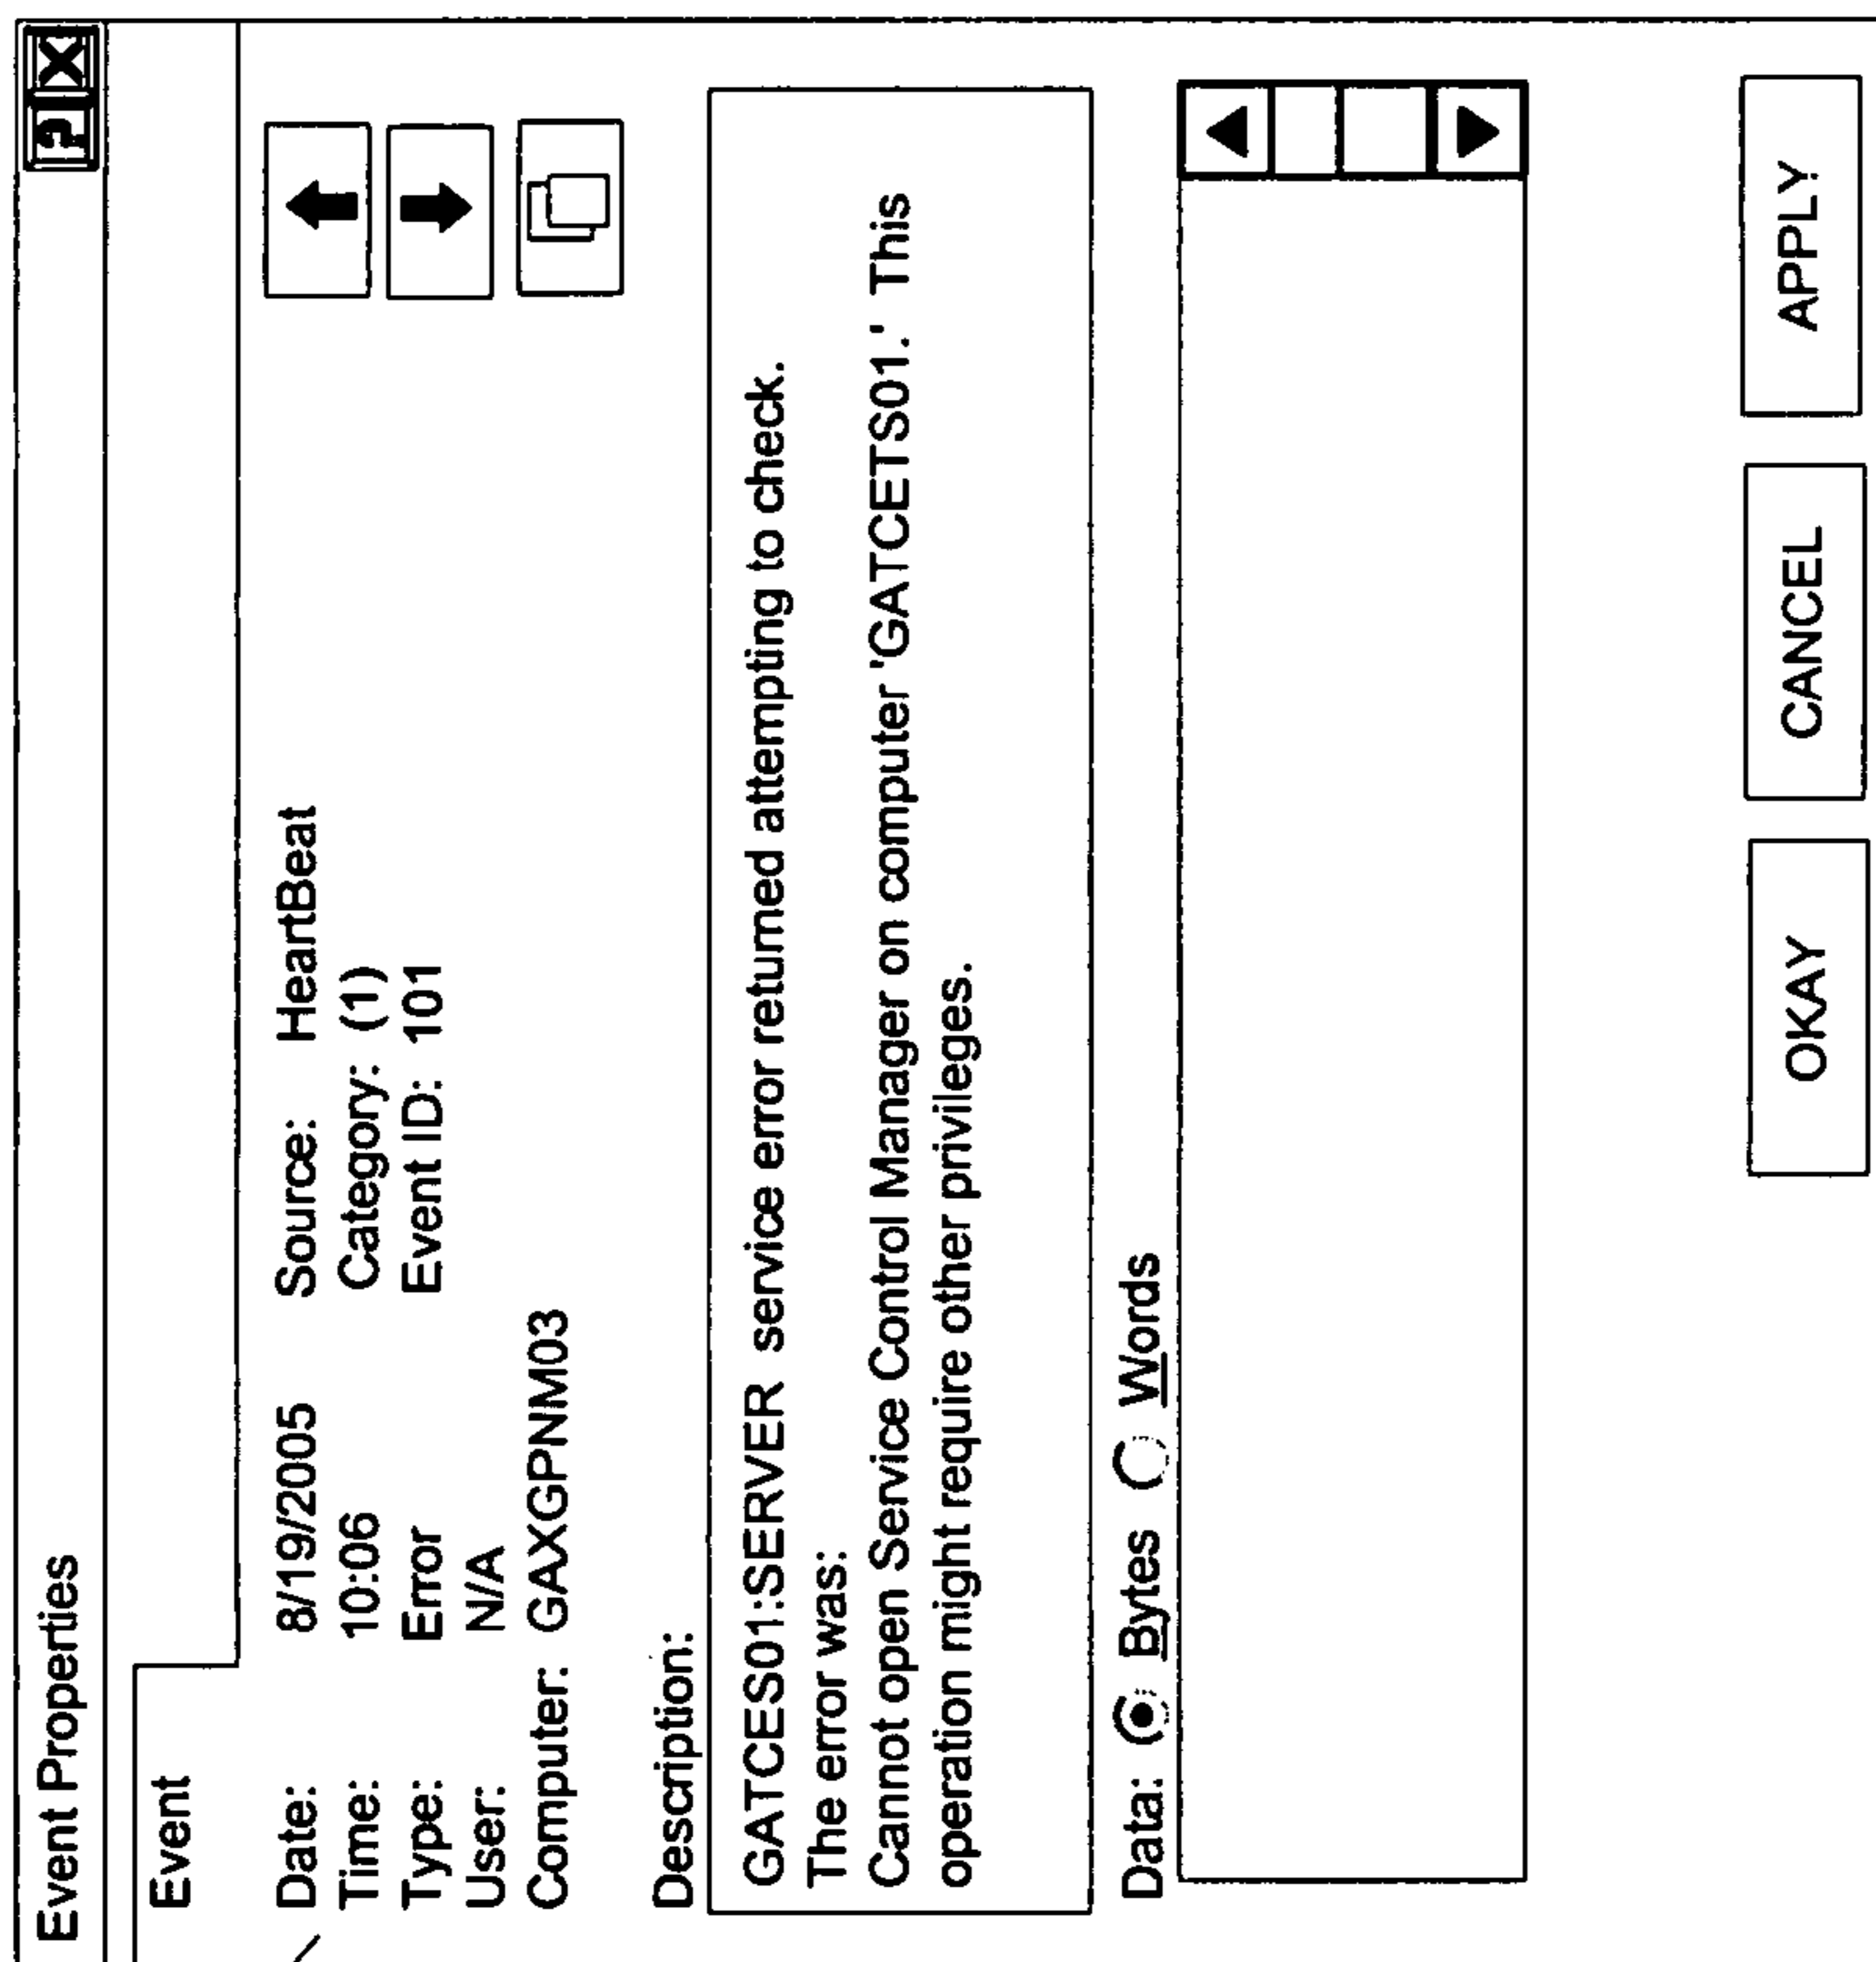 Event Properties
? X
Event
Date: 8/19/2005 Source: HeartBeat
Time: 10:06 Category: (1)
Type: Error Event ID: 101
User: N/A
Computer: GAXGPNM03
Description:
GATCES01:SERVER service error returned attempting to check.
The error was:
Cannot open Service Control Manager on computer 'GATCETS01.' This
operation might require other privileges.
Data: Bytes Words
OKAY CANCEL APPLY